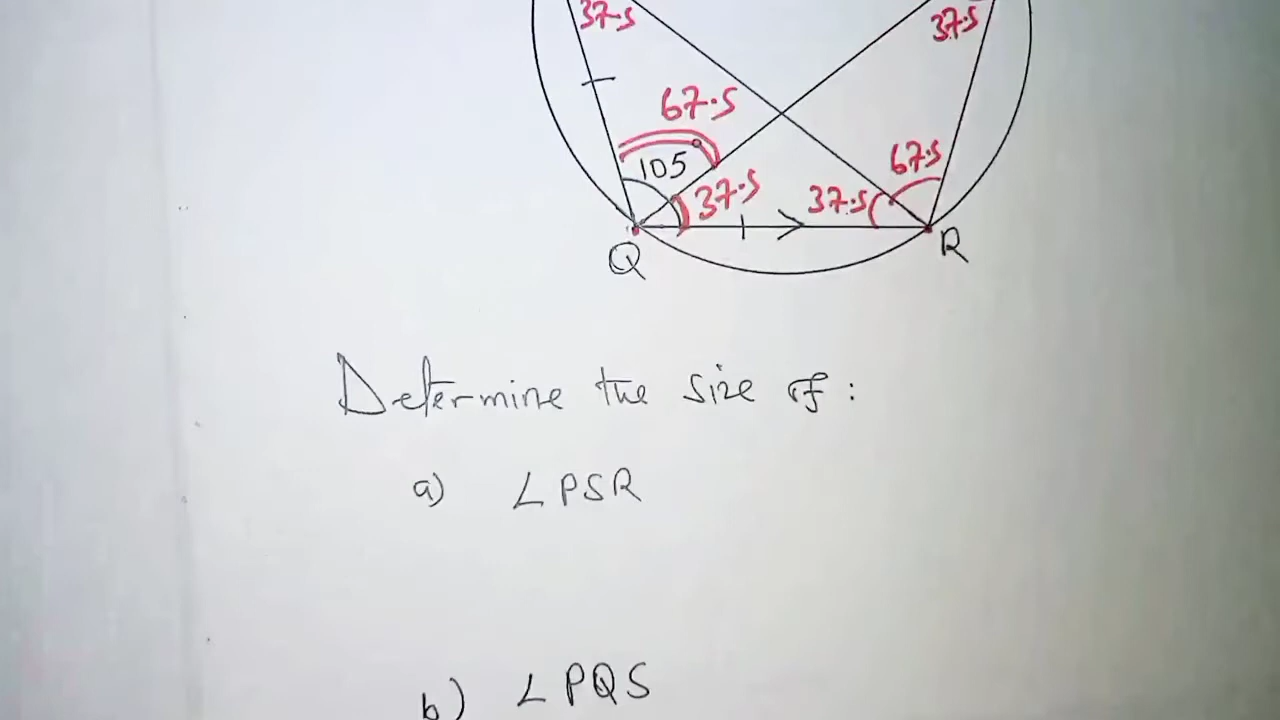 37.5 37.5
67.5
105° 67.5
37.5 37.5
Q R
Determine the size of :
a) ∠PSR
b) ∠PQS